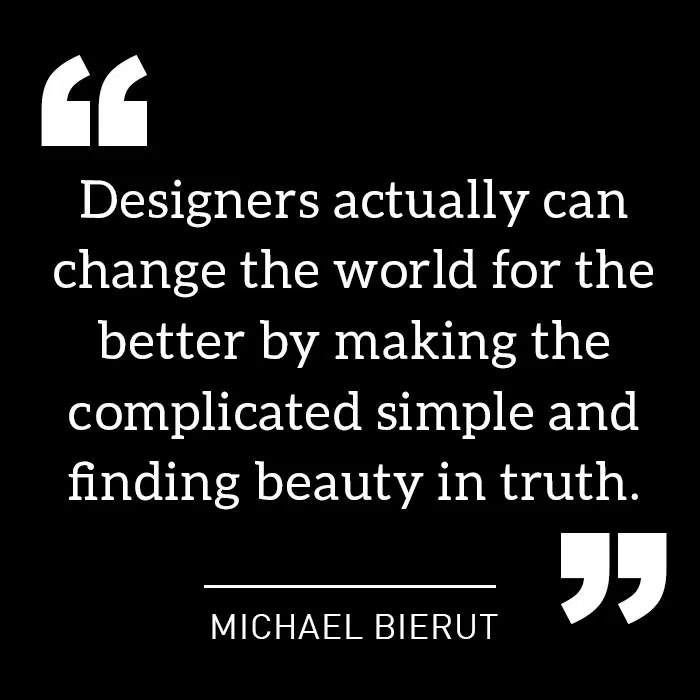 “
Designers actually can
change the world for the
better by making the
complicated simple and
finding beauty in truth.
”
MICHAEL BIERUT